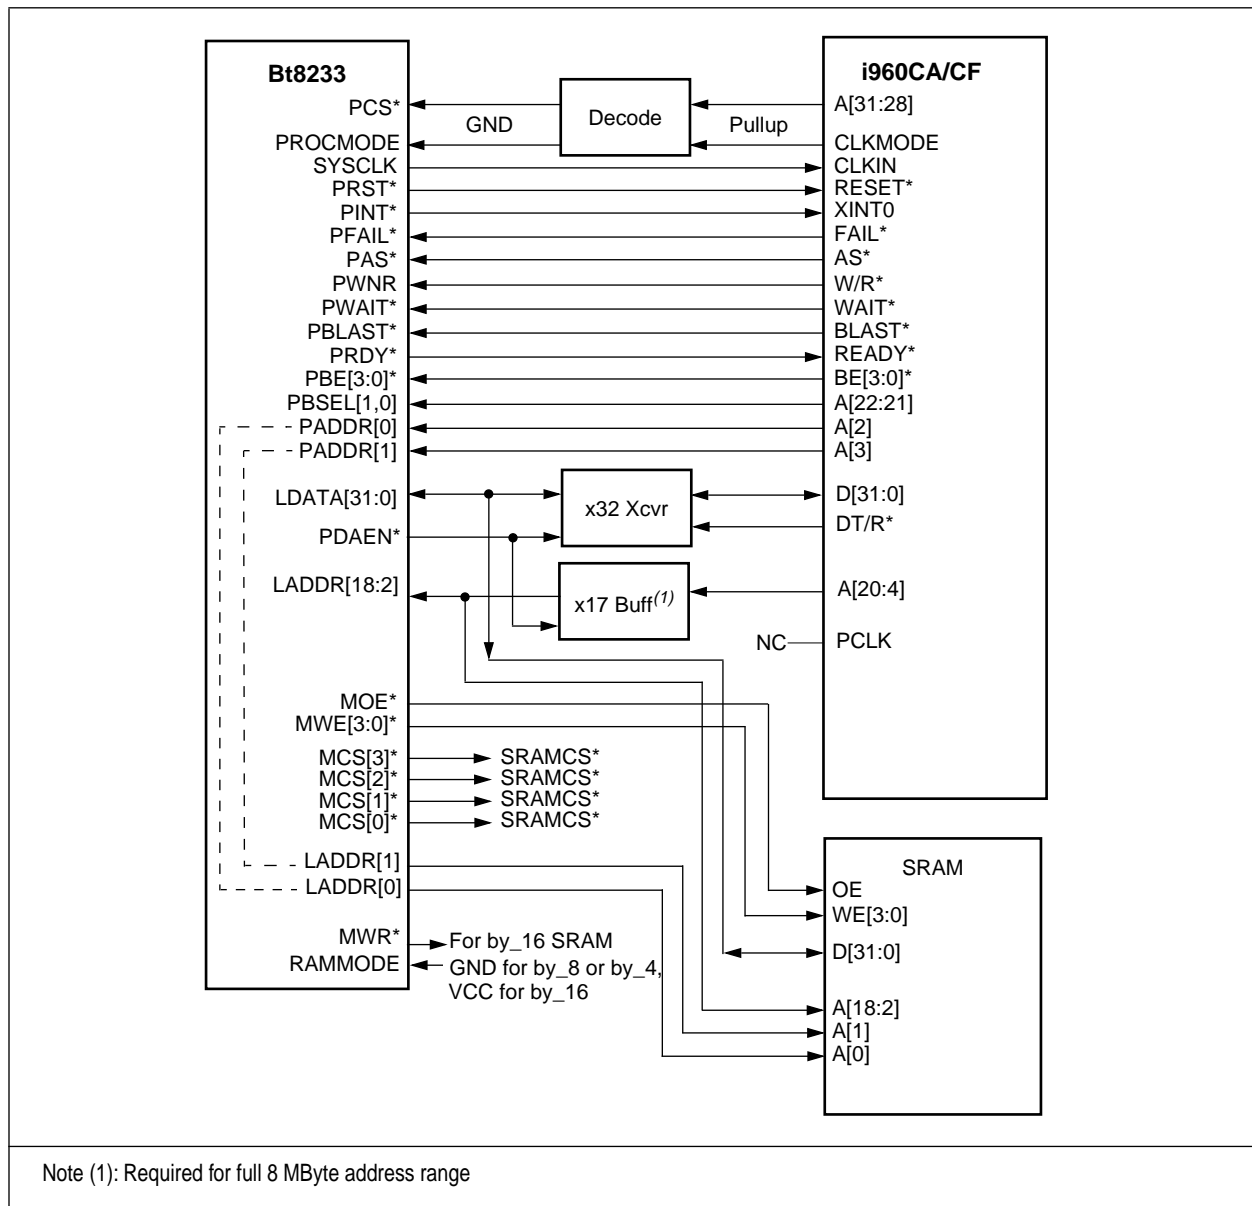 Bt8233
i960CA/CF
PCS*
GND
Decode
Pullup
A[31:28]
PROCMODE
CLKMODE
SYSCLK
CLKIN
PRST*
RESET*
PINT*
XINT0
PFAIL*
FAIL*
PAS*
AS*
PWNR
W/R*
PWAIT*
WAIT*
PBLAST*
BLAST*
PRDY*
READY*
PBE[3:0]*
BE[3:0]*
PBSEL[1,0]
A[22:21]
PADDR[0]
A[2]
PADDR[1]
A[3]
LDATA[31:0]
x32 Xcvr
D[31:0]
PDAEN*
DT/R*
LADDR[18:2]
x17 Buff(1)
A[20:4]
NC
PCLK
MOE*
MWE[3:0]*
MCS[3]*
SRAMCS*
MCS[2]*
SRAMCS*
MCS[1]*
SRAMCS*
MCS[0]*
SRAMCS*
LADDR[1]
LADDR[0]
SRAM
OE
WE[3:0]
D[31:0]
A[18:2]
A[1]
A[0]
MWR*
For by_16 SRAM
RAMMODE
GND for by_8 or by_4,
VCC for by_16
Note (1): Required for full 8 MByte address range